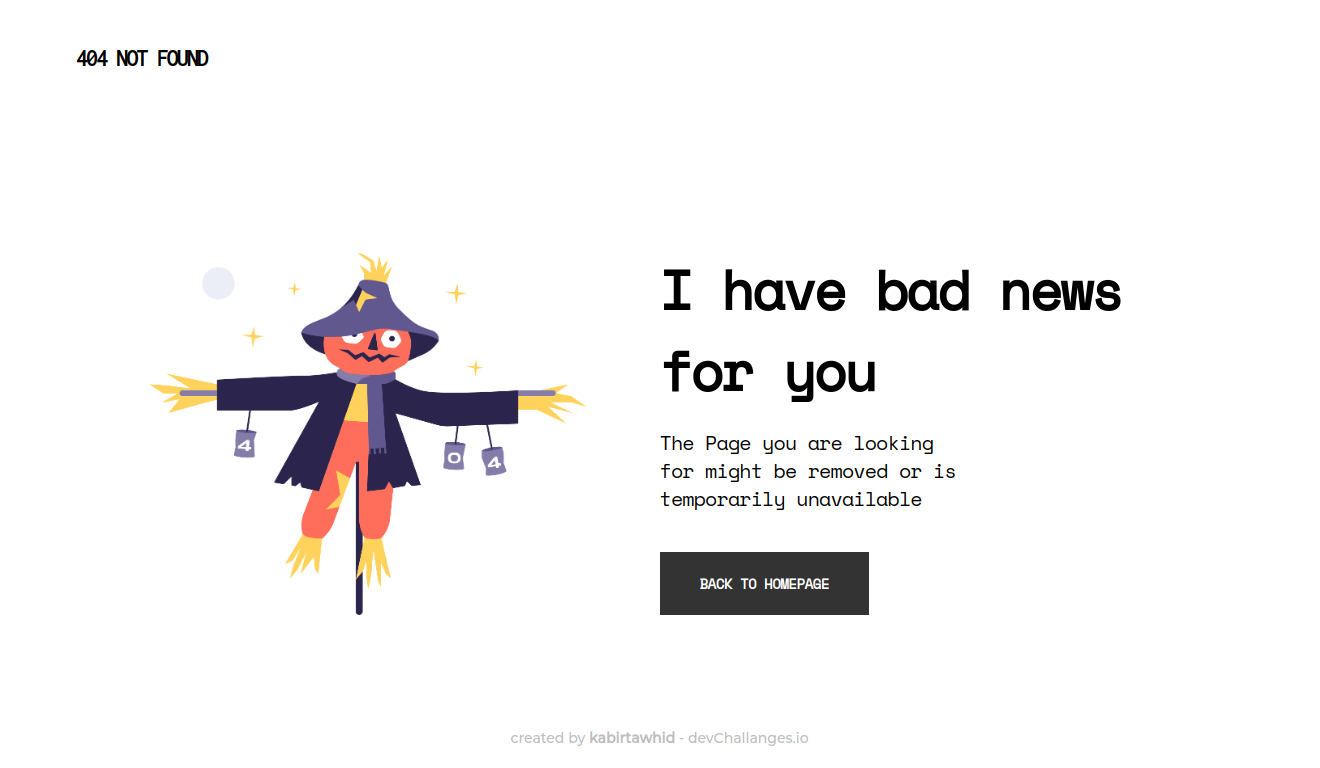 404 NOT FOUND
I have bad news
for you
4
0
4
The Page you are looking
for might be removed or is
temporarily unavailable
BACK TO HOMEPAGE
created by kabirtawhid - devChallanges.io